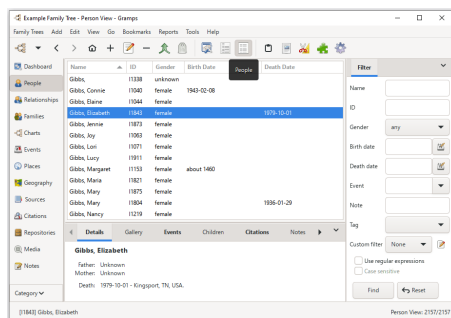 Example Family Tree - Person View - Gramps
Family Trees Add Edit View Go Bookmarks Reports Tools Help
Dashboard
People
Relationships
Families
Charts
Events
Places
Geography
Sources
Citations
Repositories
Media
Notes
Category
Name ID Gender Birth Date People Death Date
Gibbs, I1338 unknown
Gibbs, Connie I1040 female 1943-02-08
Gibbs, Elaine I1044 female
Gibbs, Elizabeth I1843 female 1979-10-01
Gibbs, Jennie I1873 female
Gibbs, Joy I1063 female
Gibbs, Lori I1071 female
Gibbs, Lucy I1911 female
Gibbs, Margaret I1153 female about 1460
Gibbs, Maria I1821 female
Gibbs, Mary I1875 female
Gibbs, Mary I1804 female 1936-01-29
Gibbs, Nancy I1219 female
Details Gallery Events Children Citations Notes
Gibbs, Elizabeth
Father: Unknown
Mother: Unknown
Death: 1979-10-01 - Kingsport, TN, USA.
Filter
Name
ID
Gender any
Birth date
Death date
Event
Note
Tag
Custom filter None
Use regular expressions
Case sensitive
Find Reset
[I1843] Gibbs, Elizabeth Person View: 2157/2157